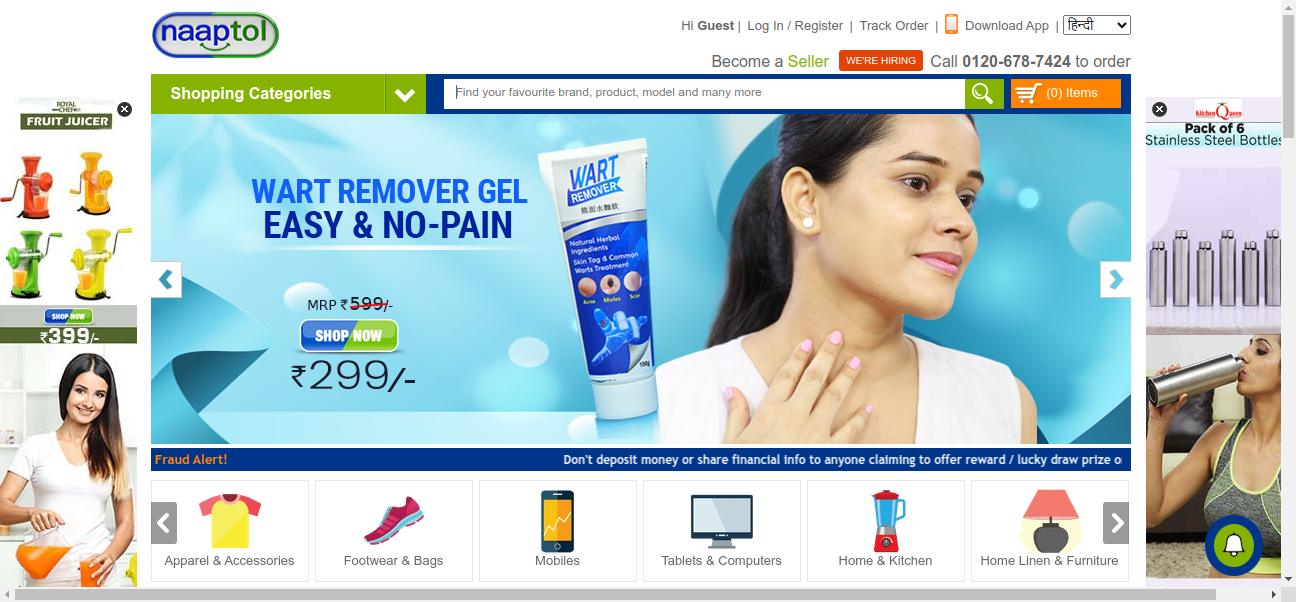 naaptol
Hi Guest | Log In / Register | Track Order | Download App | हिन्दी
Become a Seller WE'RE HIRING Call 0120-678-7424 to order
Shopping Categories
Find your favourite brand, product, model and many more
(0) Items
ROYAL CHEF
FRUIT JUICER
SHOP NOW
₹399/-
WART REMOVER GEL
EASY & NO-PAIN
MRP ₹599/-
SHOP NOW
₹299/-
WART
REMOVER
Natural Herbal
Ingredients
Skin Tag & Common
Warts Treatment
Acne Moles Scar
100g
Kitchen Queen
Pack of 6
Stainless Steel Bottles
Fraud Alert!
Don't deposit money or share financial info to anyone claiming to offer reward / lucky draw prize o
Apparel & Accessories
Footwear & Bags
Mobiles
Tablets & Computers
Home & Kitchen
Home Linen & Furniture